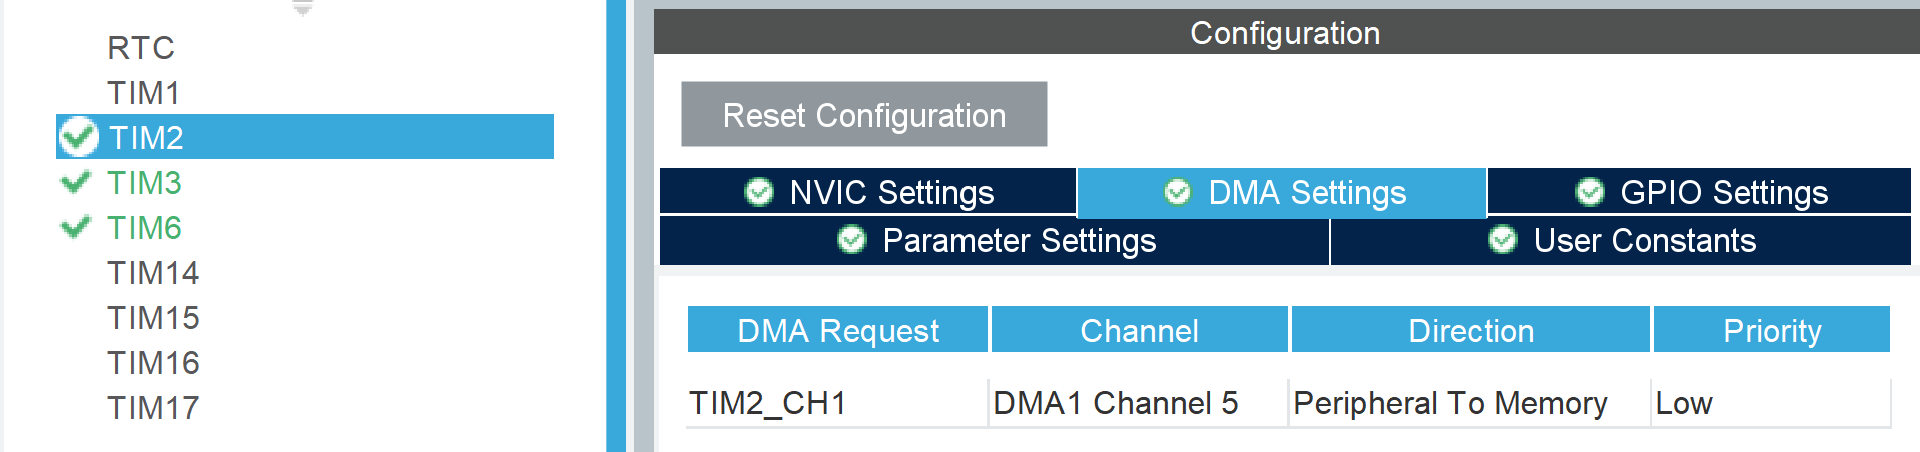 RTC
TIM1
TIM2
TIM3
TIM6
TIM14
TIM15
TIM16
TIM17
Configuration
Reset Configuration
NVIC Settings DMA Settings GPIO Settings
Parameter Settings User Constants
DMA Request Channel Direction Priority
TIM2_CH1 DMA1 Channel 5 Peripheral To Memory Low